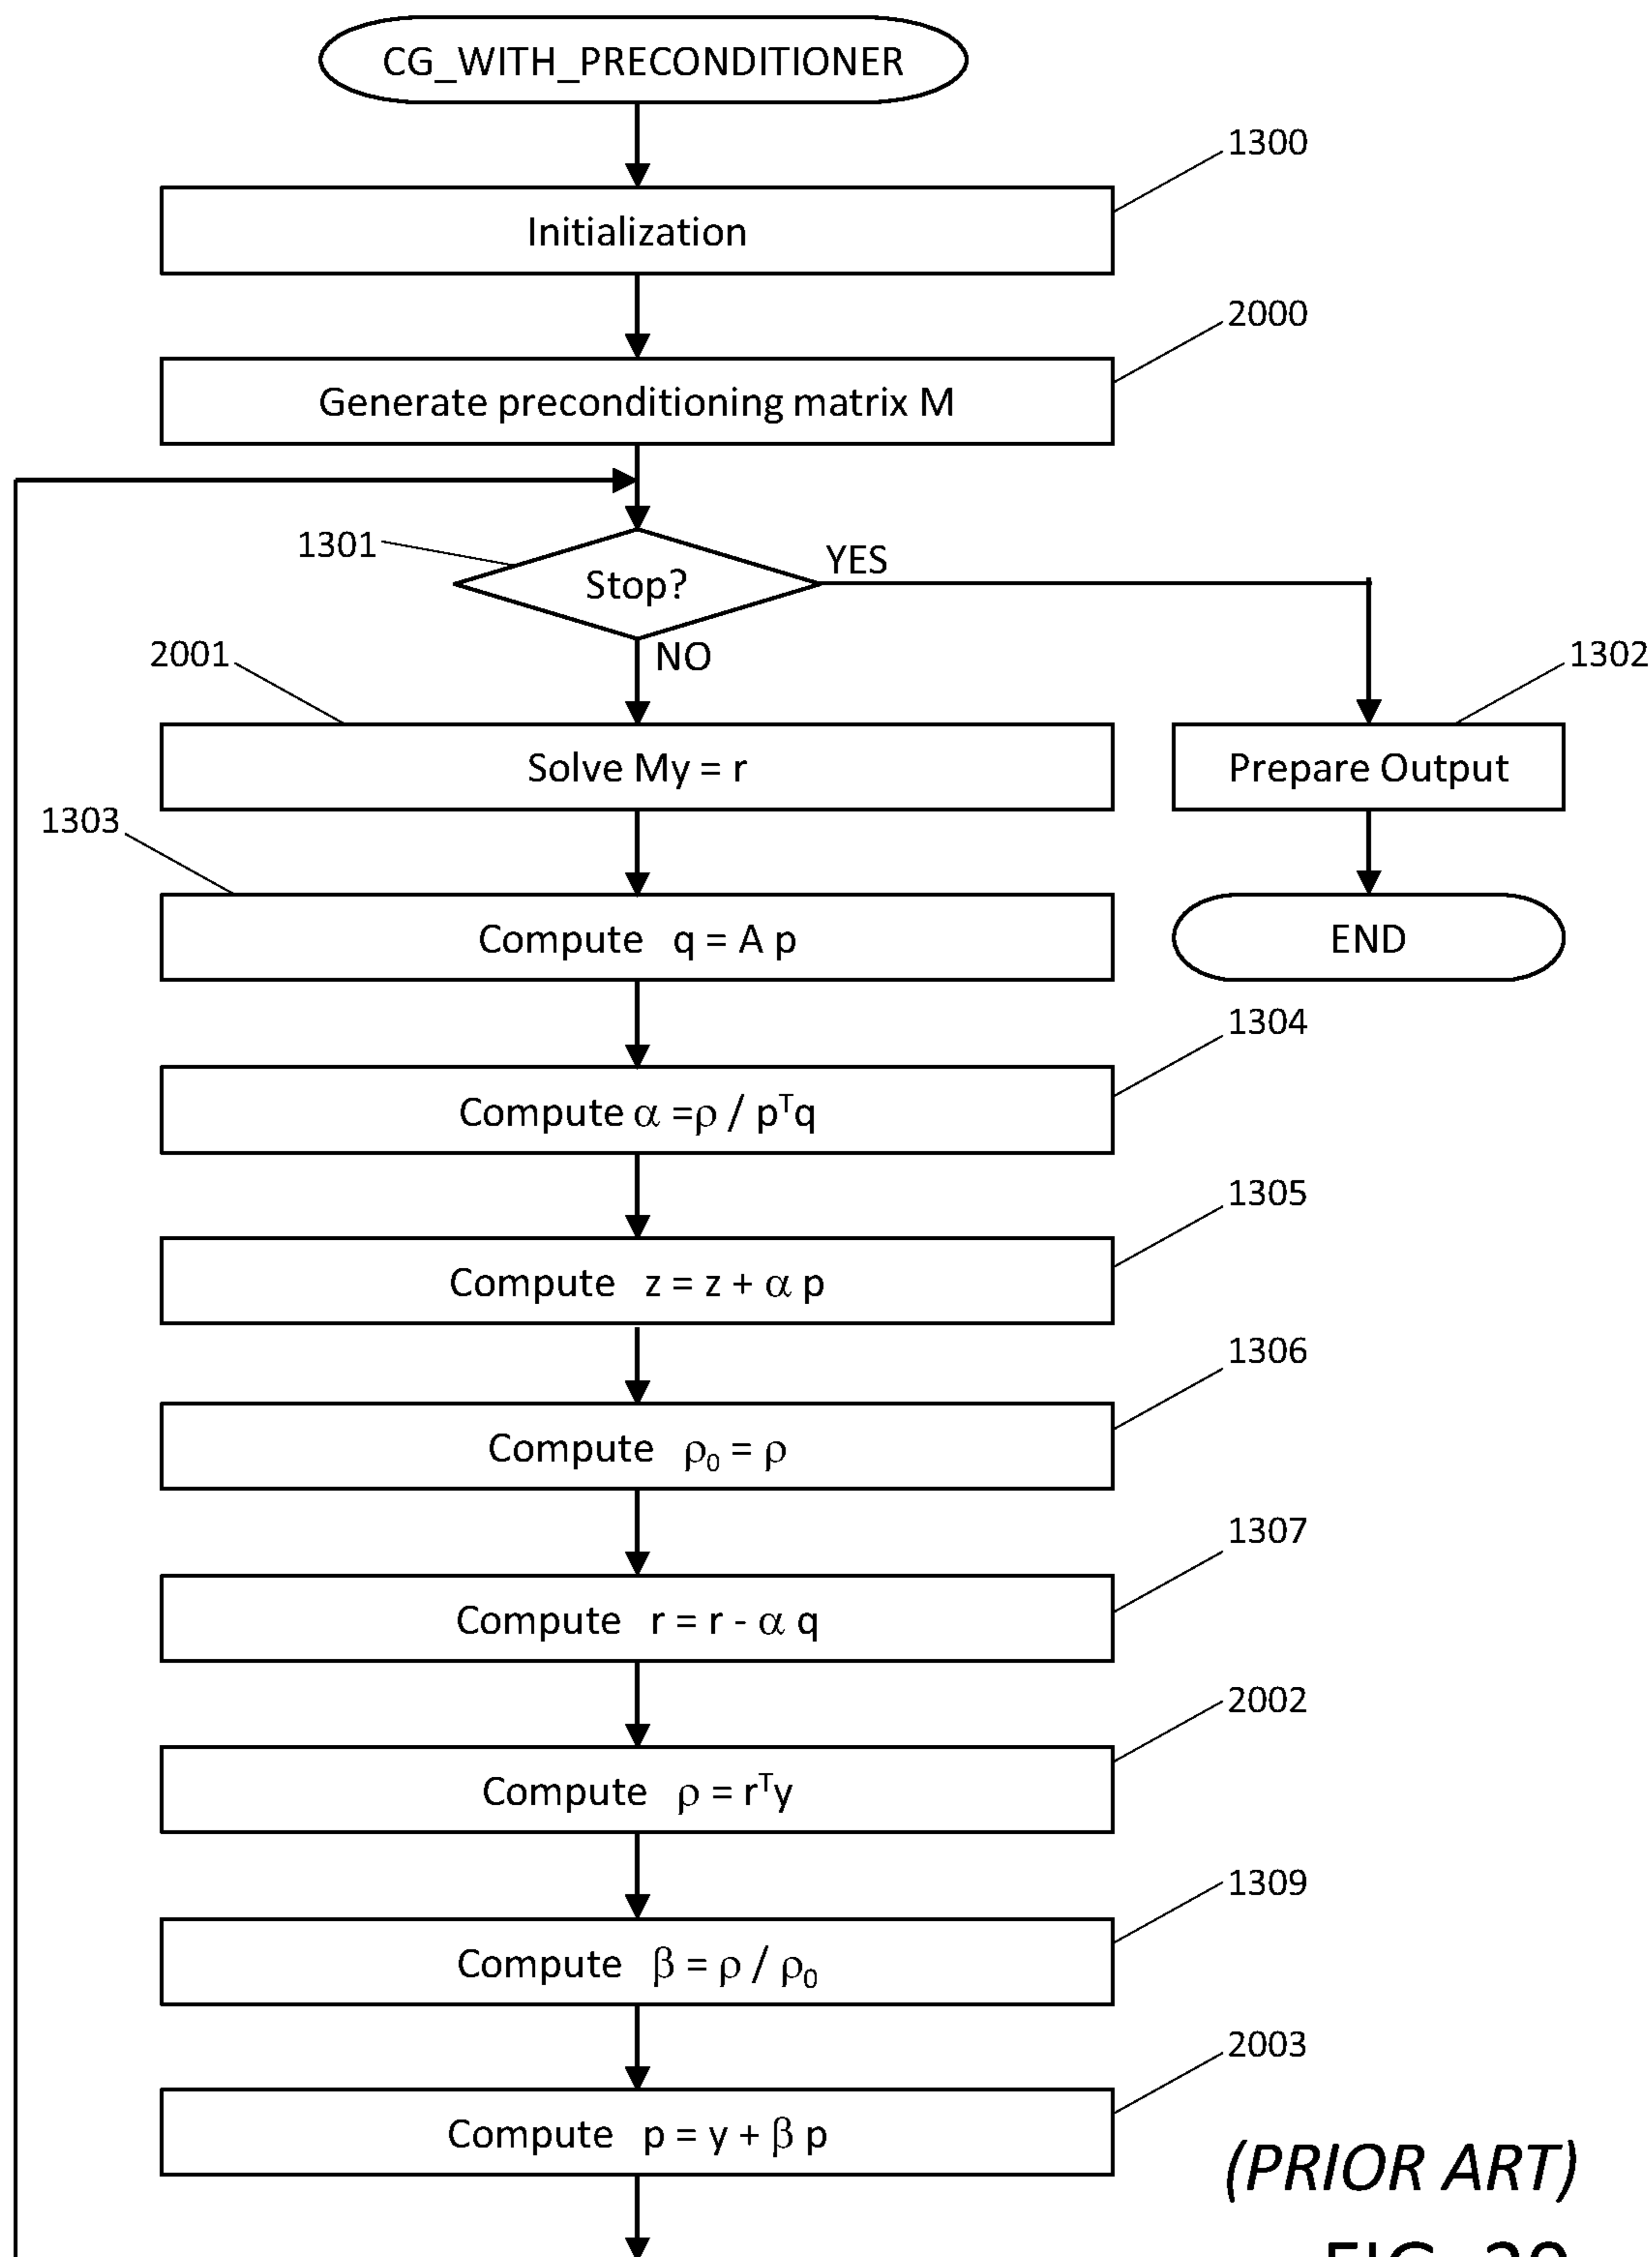 CG_WITH_PRECONDITIONER
1300
Initialization
2000
Generate preconditioning matrix M
1301
Stop?
YES
NO
2001
1302
Solve My = r
Prepare Output
1303
Compute q = A p
END
1304
Compute α =ρ / pᵀq
1305
Compute z = z + α p
1306
Compute ρ₀ = ρ
1307
Compute r = r - α q
2002
Compute ρ = rᵀy
1309
Compute β = ρ / ρ₀
2003
Compute p = y + β p
(PRIOR ART)